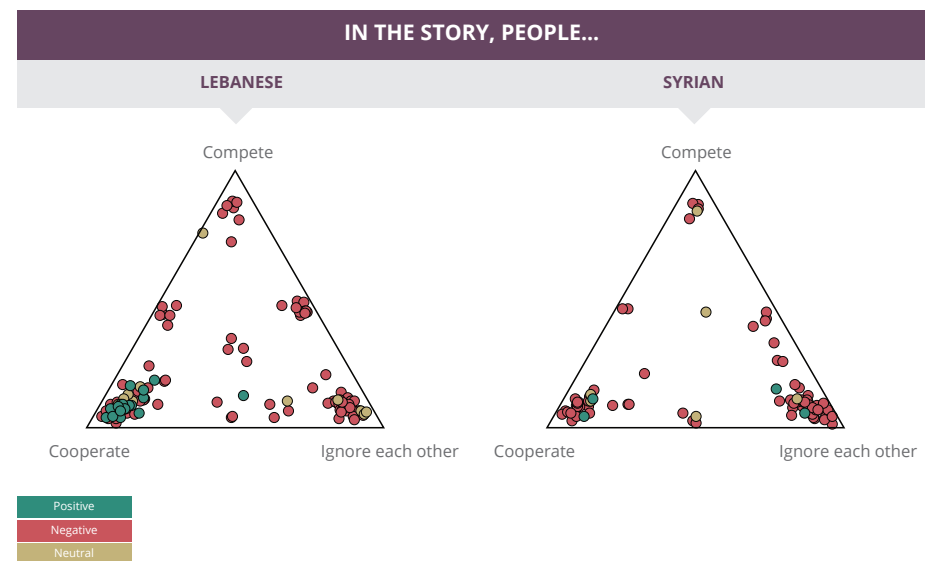 IN THE STORY, PEOPLE...
LEBANESE
SYRIAN
Compete
Compete
Cooperate
Ignore each other
Cooperate
Ignore each other
Positive
Negative
Neutral